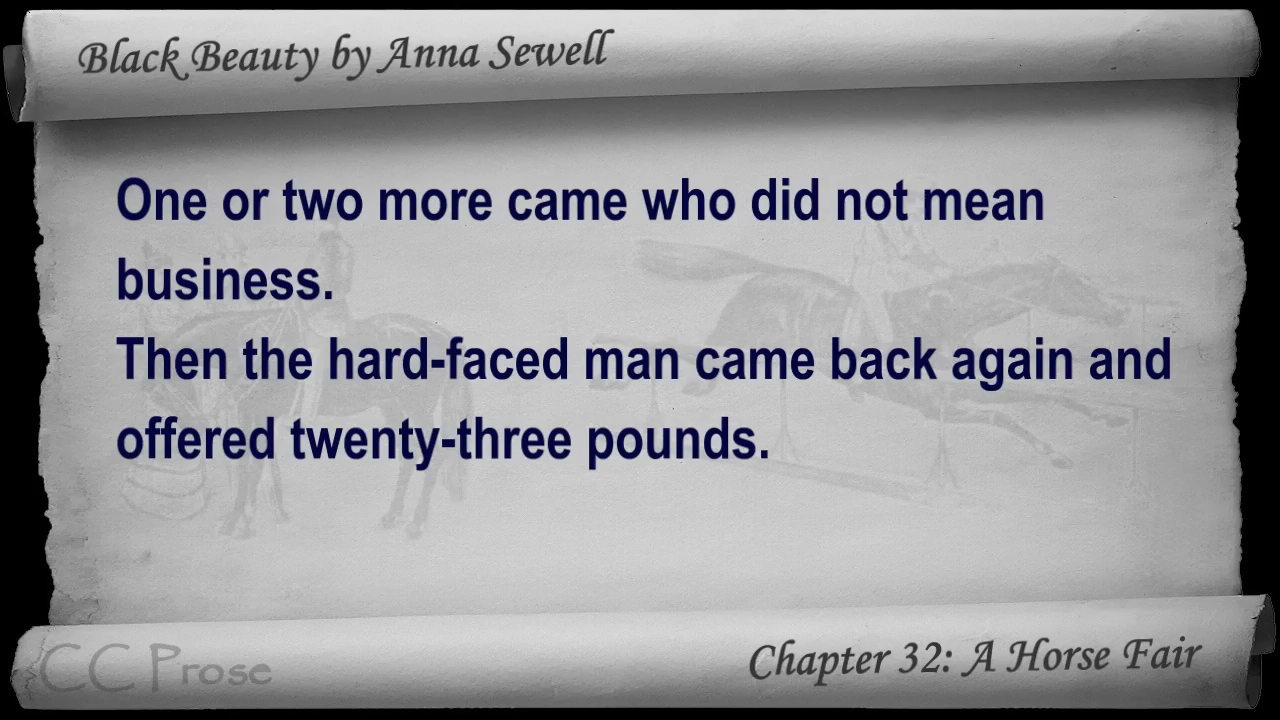 Black Beauty by Anna Sewell
One or two more came who did not mean
business.
Then the hard-faced man came back again and
offered twenty-three pounds.
CC Prose
Chapter 32: A Horse Fair